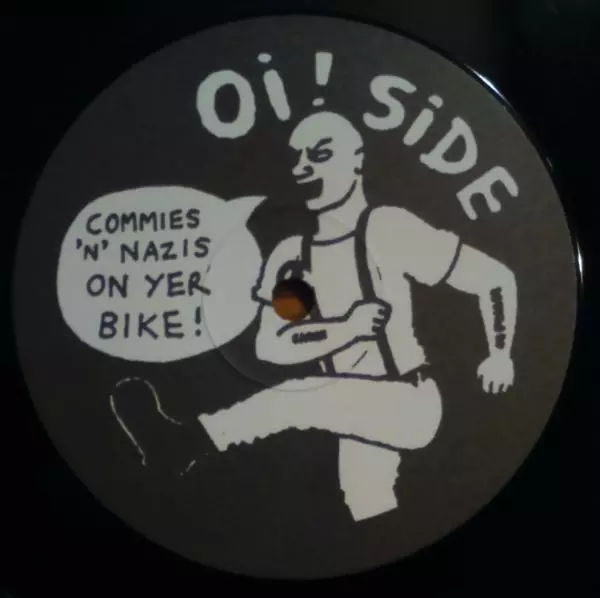 Oi! SiDE
COMMIES
'N' NAZIS
ON YER
BIKE!